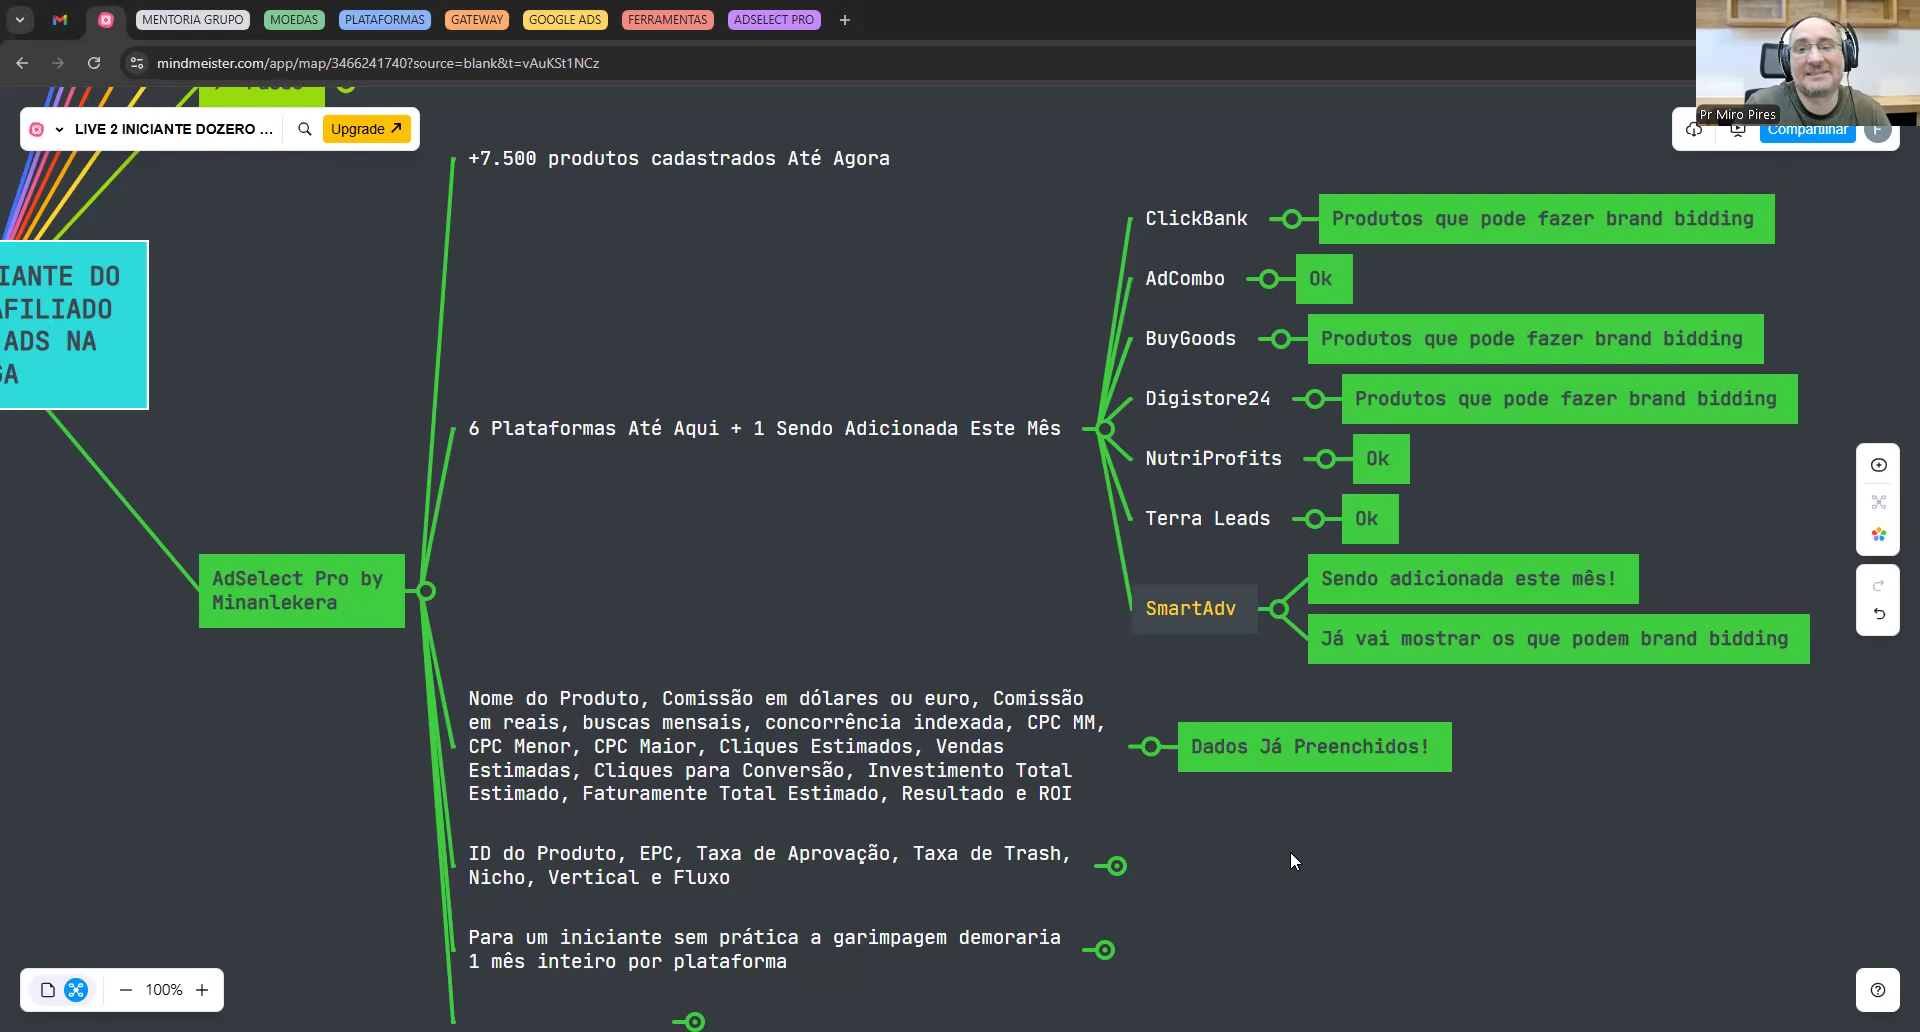 MENTORIA GRUPO
MOEDAS
PLATAFORMAS
GATEWAY
GOOGLE ADS
FERRAMENTAS
ADSELECT PRO
mindmeister.com/app/map/3466241740?source=blank&t=vAuKSt1NCz
Pr Miro Pires
LIVE 2 INICIANTE DOZERO ...
Upgrade
Compartilhar
F
+7.500 produtos cadastrados Até Agora
IANTE DO
AFILIADO
ADS NA
GA
6 Plataformas Até Aqui + 1 Sendo Adicionada Este Mês
ClickBank
Produtos que pode fazer brand bidding
AdCombo
Ok
BuyGoods
Produtos que pode fazer brand bidding
Digistore24
Produtos que pode fazer brand bidding
NutriProfits
Ok
Terra Leads
Ok
SmartAdv
Sendo adicionada este mês!
Já vai mostrar os que podem brand bidding
AdSelect Pro by
Minanlekera
Nome do Produto, Comissão em dólares ou euro, Comissão
em reais, buscas mensais, concorrência indexada, CPC MM,
CPC Menor, CPC Maior, Cliques Estimados, Vendas
Estimadas, Cliques para Conversão, Investimento Total
Estimado, Faturamente Total Estimado, Resultado e ROI
Dados Já Preenchidos!
ID do Produto, EPC, Taxa de Aprovação, Taxa de Trash,
Nicho, Vertical e Fluxo
Para um iniciante sem prática a garimpagem demoraria
1 mês inteiro por plataforma
100%